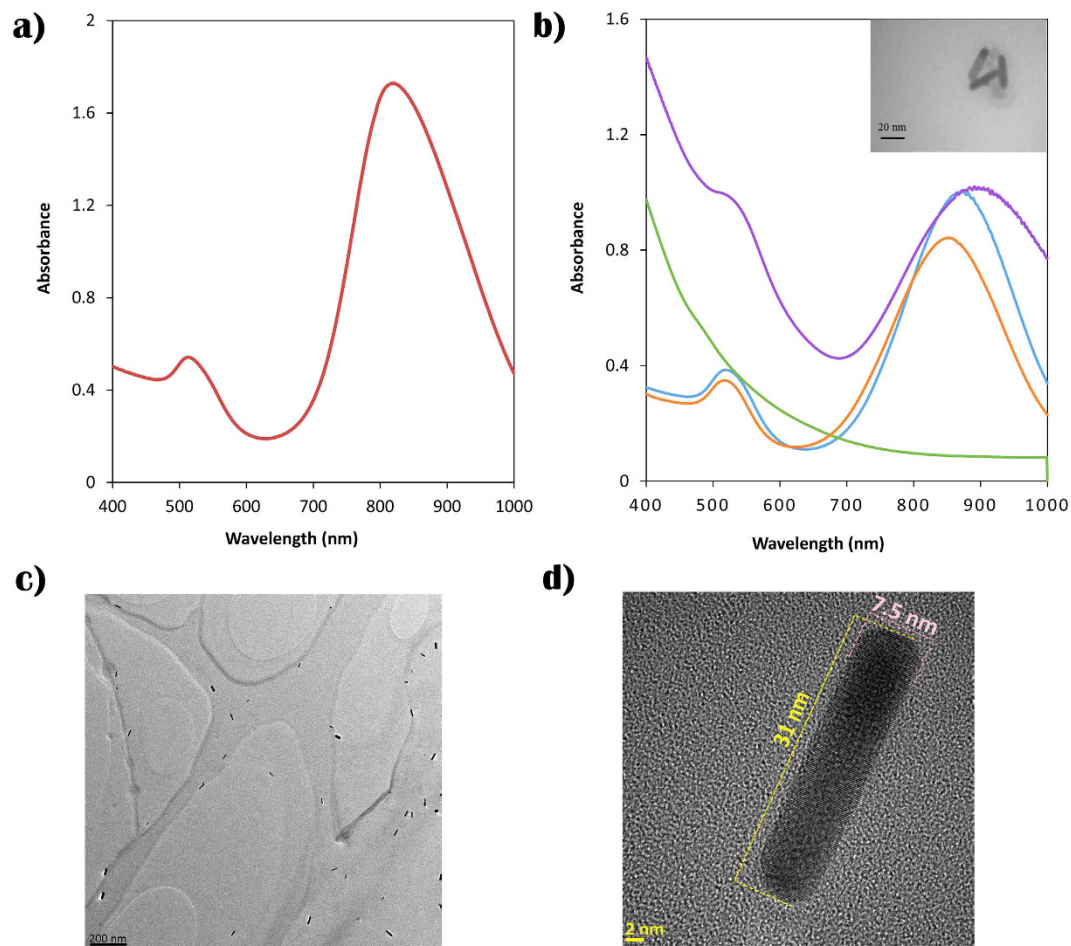 a)
2
1.6
1.2
0.8
0.4
0
Absorbance
400 500 600 700 800 900 1000
Wavelength (nm)
b)
1.6
1.2
0.8
0.4
0
Absorbance
400 500 600 700 800 900 1000
Wavelength (nm)
20 nm
c)
200 nm
d)
7.5 nm
31 nm
2 nm